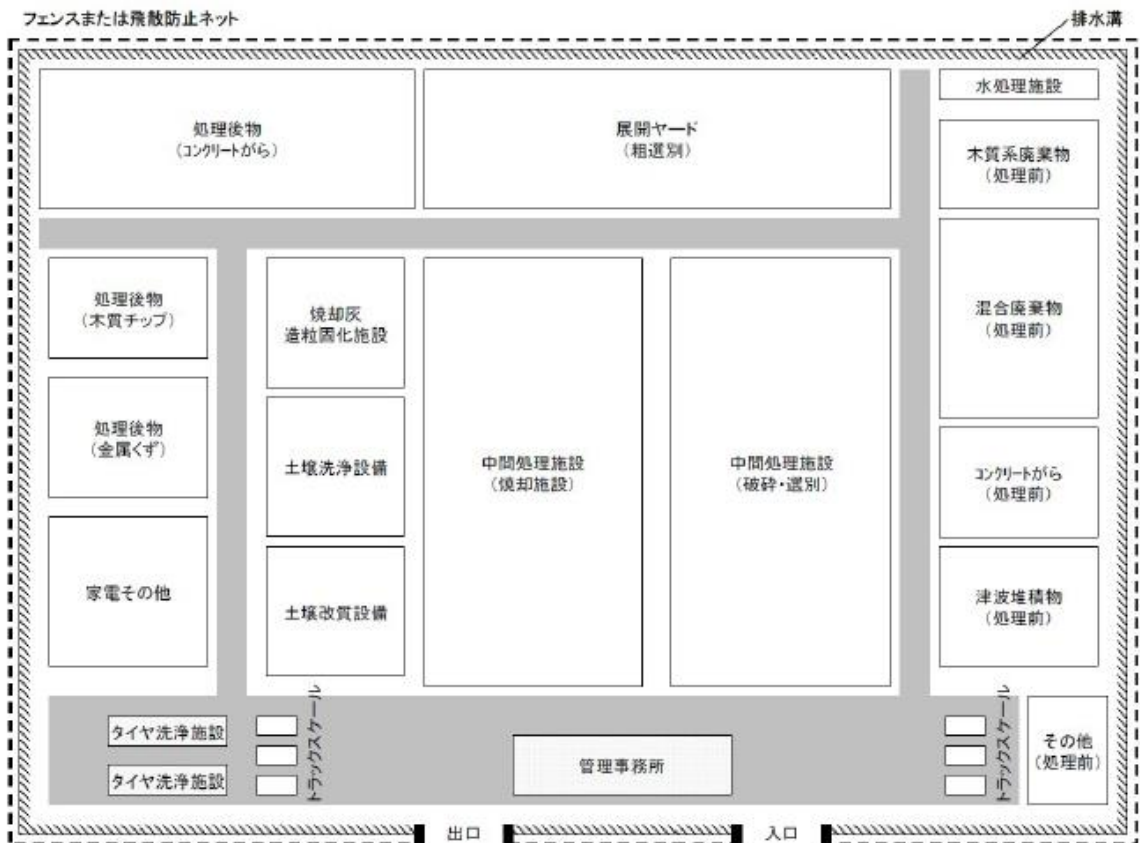 フェンスまたは飛散防止ネット
排水溝
処理後物
(コンクリートがら)
展開ヤード
(粗選別)
水処理施設
木質系廃棄物
(処理前)
処理後物
(木質チップ)
焼却灰
造粒固化施設
混合廃棄物
(処理前)
処理後物
(金属くず)
土壌洗浄設備
中間処理施設
(焼却施設)
中間処理施設
(破砕・選別)
コンクリートがら
(処理前)
家電その他
土壌改質設備
津波堆積物
(処理前)
タイヤ洗浄施設
タイヤ洗浄施設
トラックスケール
管理事務所
トラックスケール
その他
(処理前)
出口
入口